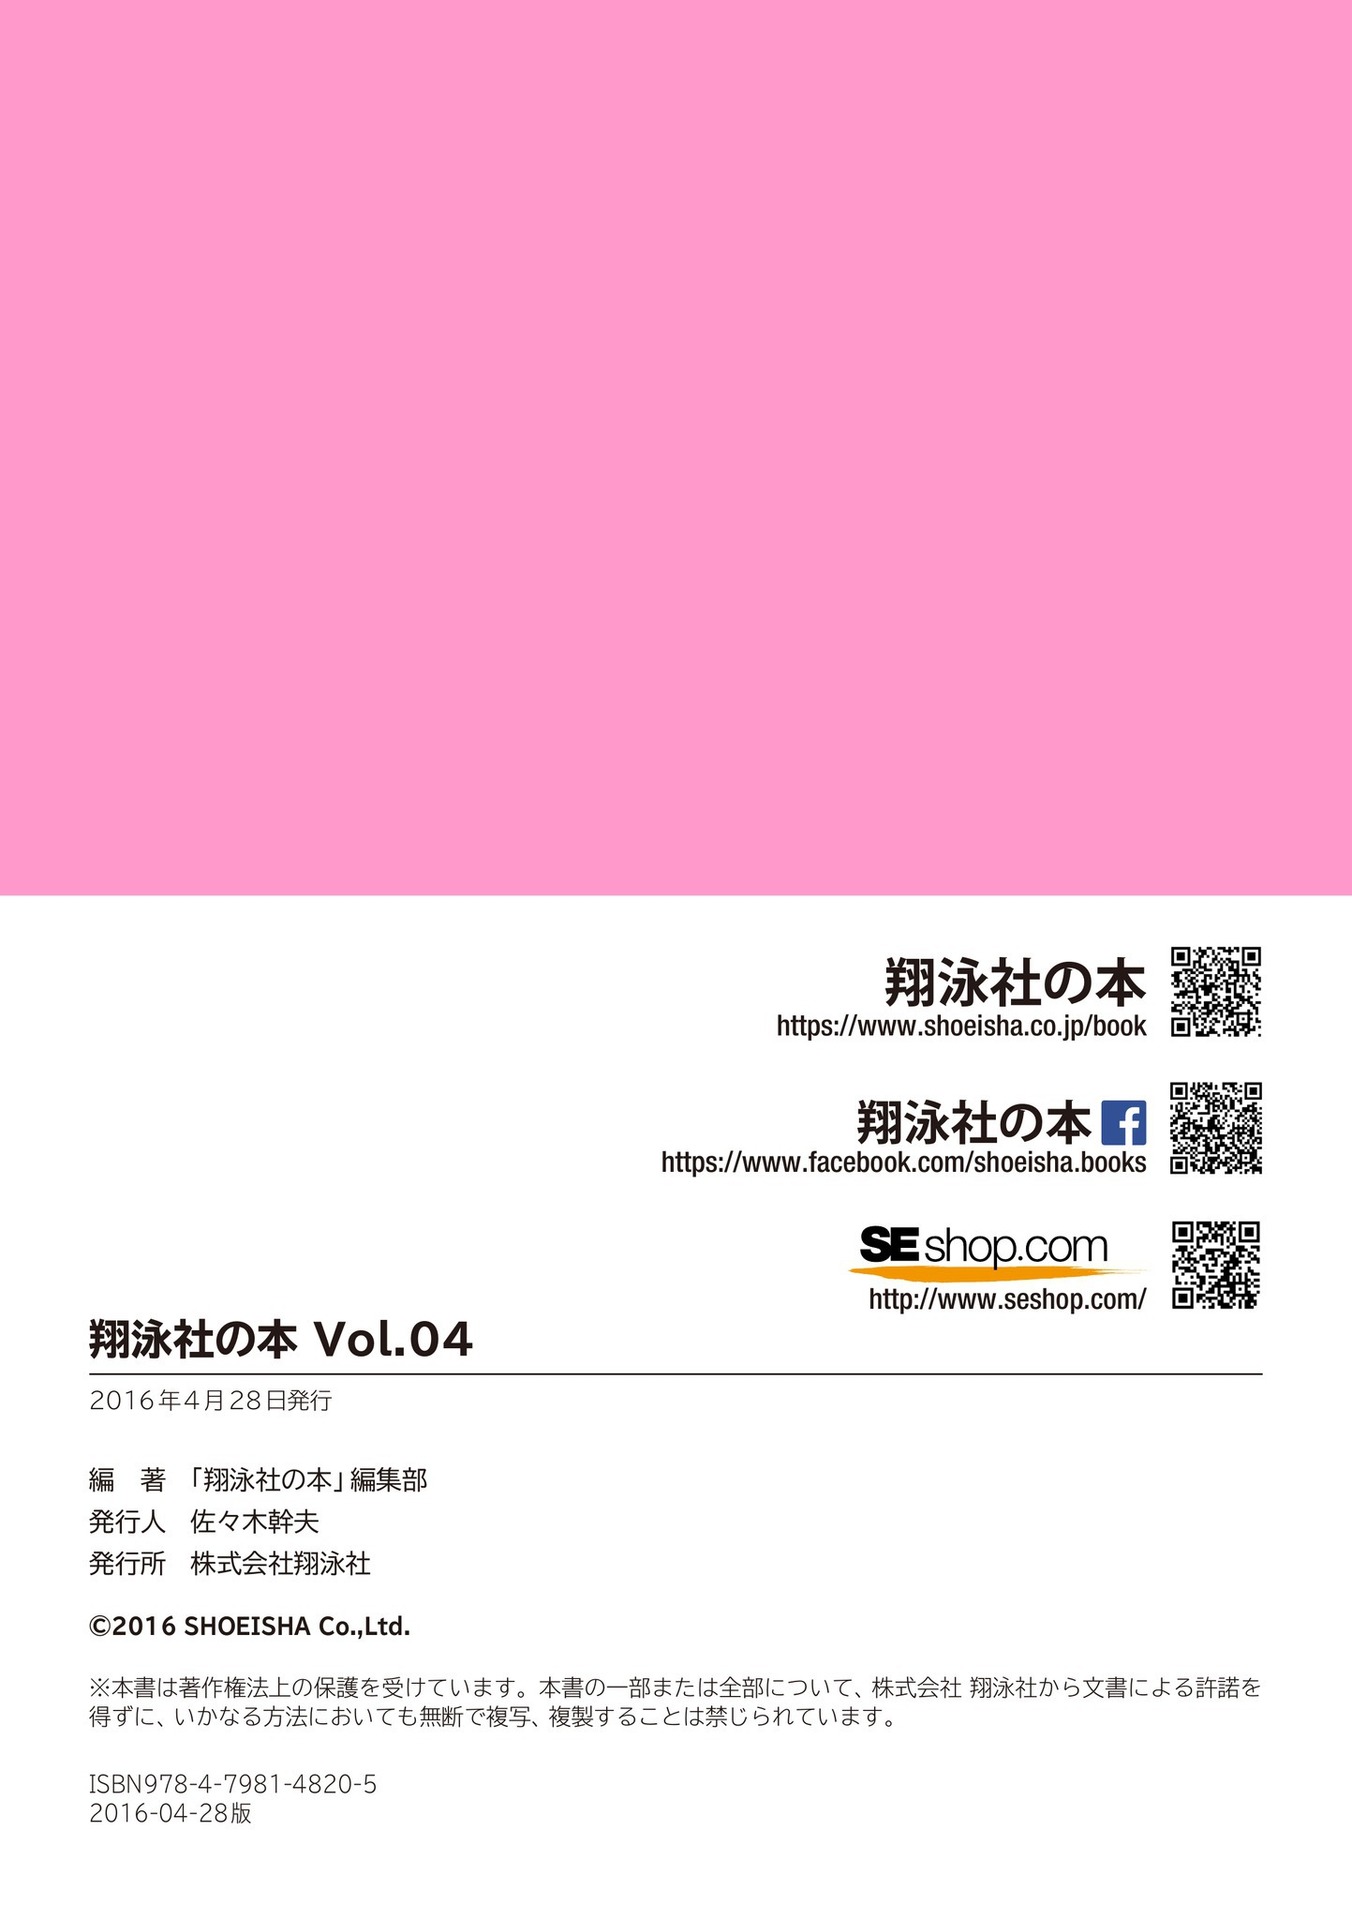 翔泳社の本
https://www.shoeisha.co.jp/book
翔泳社の本 f
https://www.facebook.com/shoeisha.books
SEshop.com
http://www.seshop.com/
翔泳社の本 Vol.04
2016年4月28日発行
編　著　「翔泳社の本」編集部
発行人　佐々木幹夫
発行所　株式会社翔泳社
©2016 SHOEISHA Co.,Ltd.
※本書は著作権法上の保護を受けています。本書の一部または全部について、株式会社 翔泳社から文書による許諾を
得ずに、いかなる方法においても無断で複写、複製することは禁じられています。
ISBN978-4-7981-4820-5
2016-04-28版